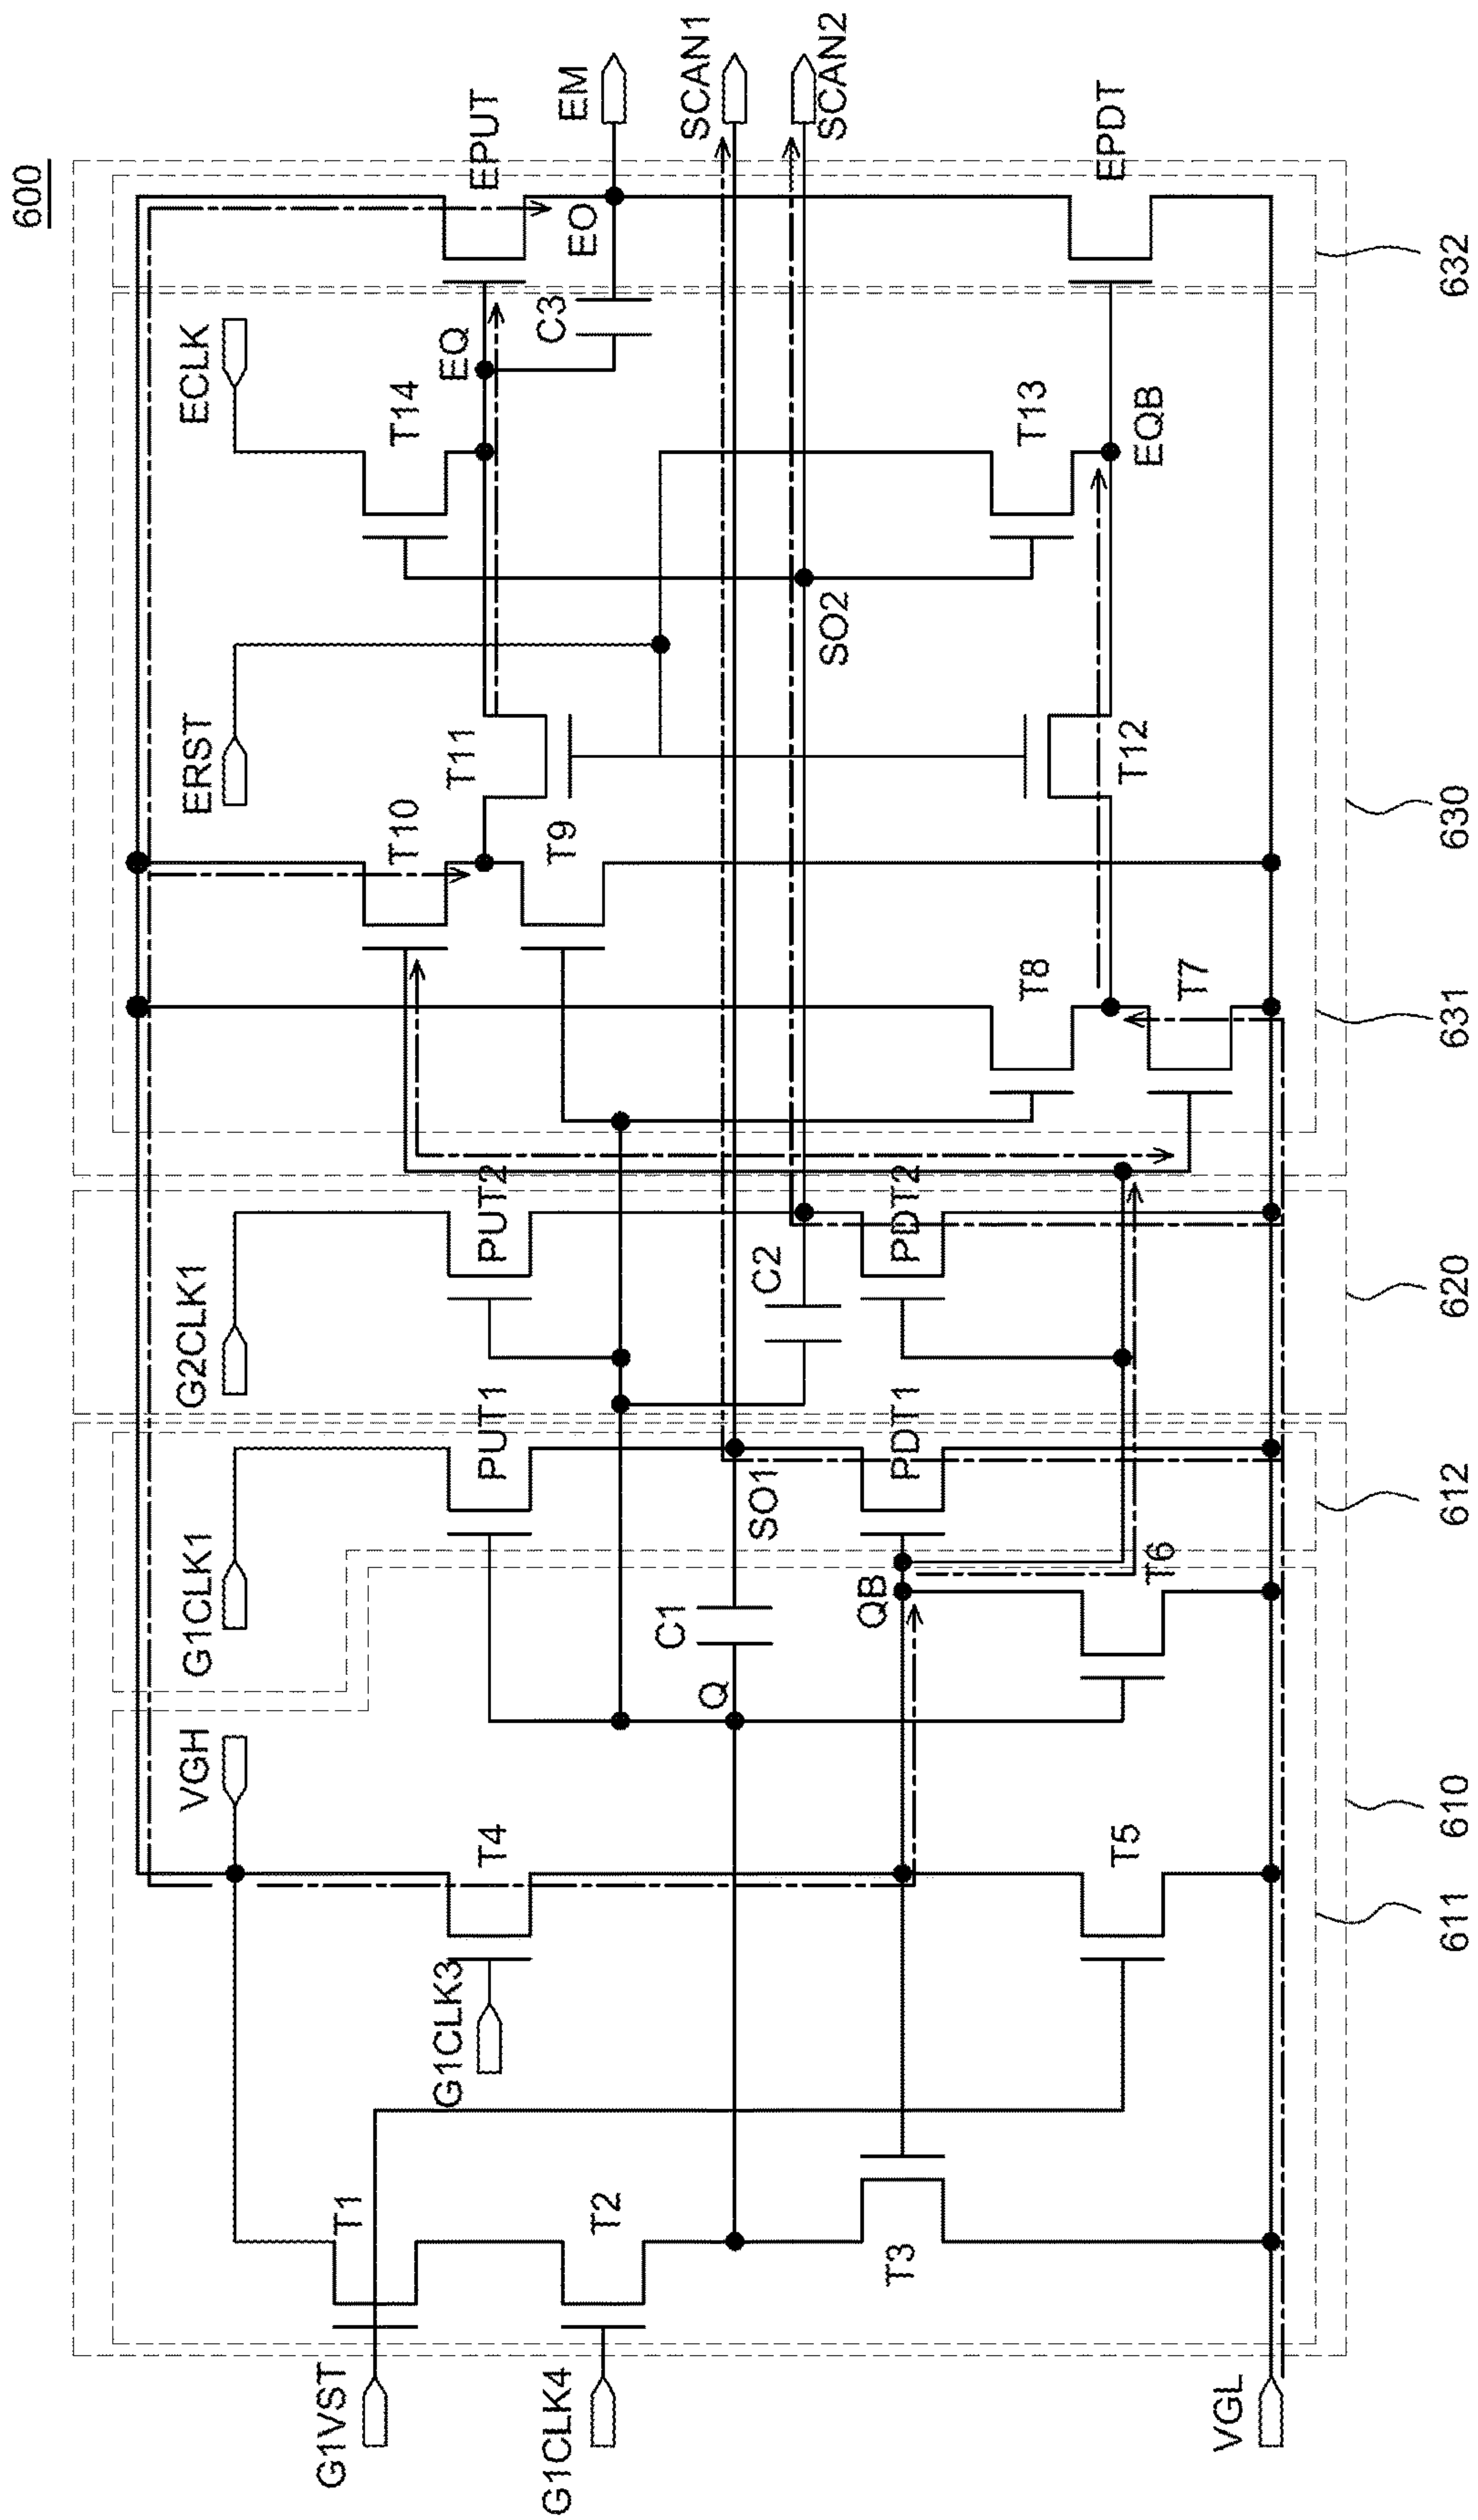 600
VGH
ERST
ECLK
G1CLK1
G2CLK1
G1VST
G1CLK4
G1CLK3
VGL
T1
T2
T3
T4
T5
T6
Q
QB
C1
PUT1
SO1
PDT1
PUT2
C2
PDT2
T10
T9
T8
T7
T11
T12
SO2
T14
T13
EQ
EQB
C3
EO
EPUT
EPDT
EM
SCAN1
SCAN2
611
610
612
620
631
630
632